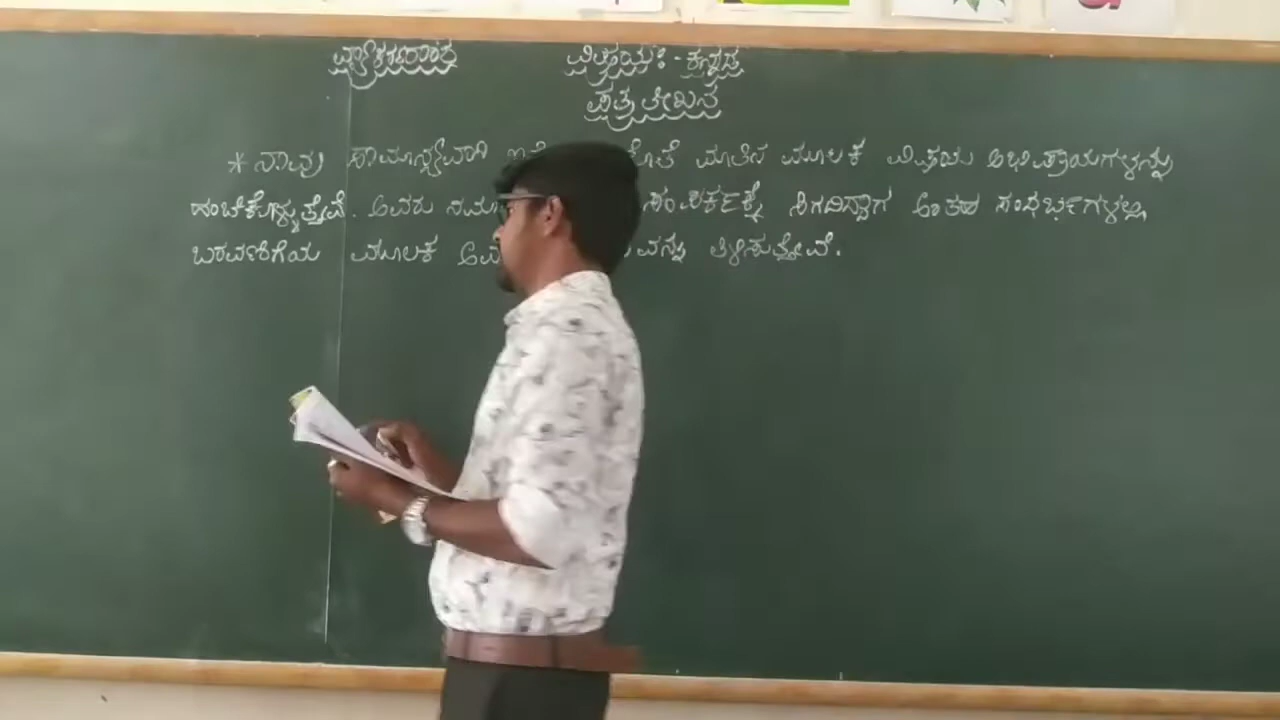 ವ್ಯಾಕರಣಪಾಠ ವಿಷಯ:- ಕನ್ನಡ
ಪತ್ರ ಲೇಖನ
* ನಾವು ಸಾಮಾನ್ಯವಾಗಿ ಮಾತಿನ ಮೂಲಕ ವಿಷಯ ಅಭಿಪ್ರಾಯಗಳನ್ನು
ಹಂಚಿಕೊಳ್ಳುತ್ತೇವೆ. ಅವರು ನಮ್ಮ ಸಂಪರ್ಕಕ್ಕೆ ಸಿಗದಿದ್ದಾಗ ಅಂತಹ ಸಂದರ್ಭಗಳಲ್ಲಿ
ಬರವಣಿಗೆಯ ಮೂಲಕ ತಿಳಿಸುತ್ತೇವೆ.